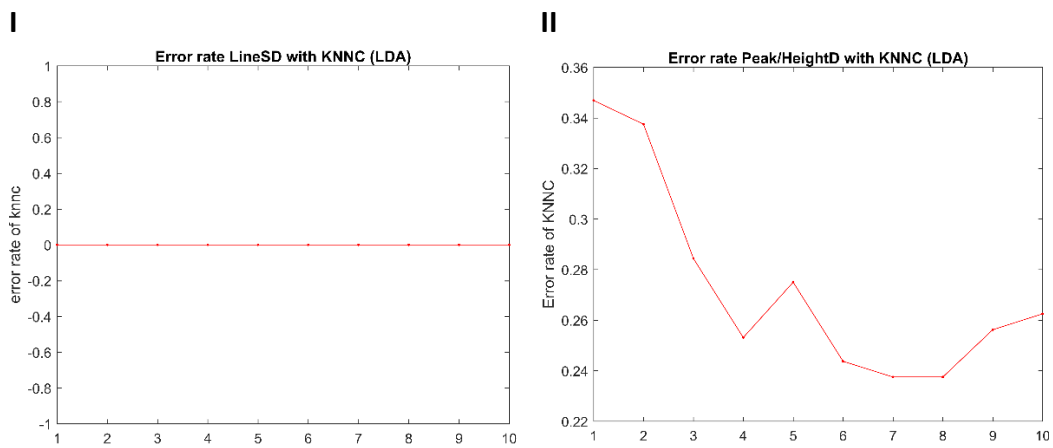 I
II
Error rate LineSD with KNNC (LDA)
1
0.8
0.6
0.4
0.2
0
-0.2
-0.4
-0.6
-0.8
-1
error rate of knnc
1 2 3 4 5 6 7 8 9 10
Error rate Peak/HeightD with KNNC (LDA)
0.36
0.34
0.32
0.3
0.28
0.26
0.24
0.22
Error rate of KNNC
1 2 3 4 5 6 7 8 9 10